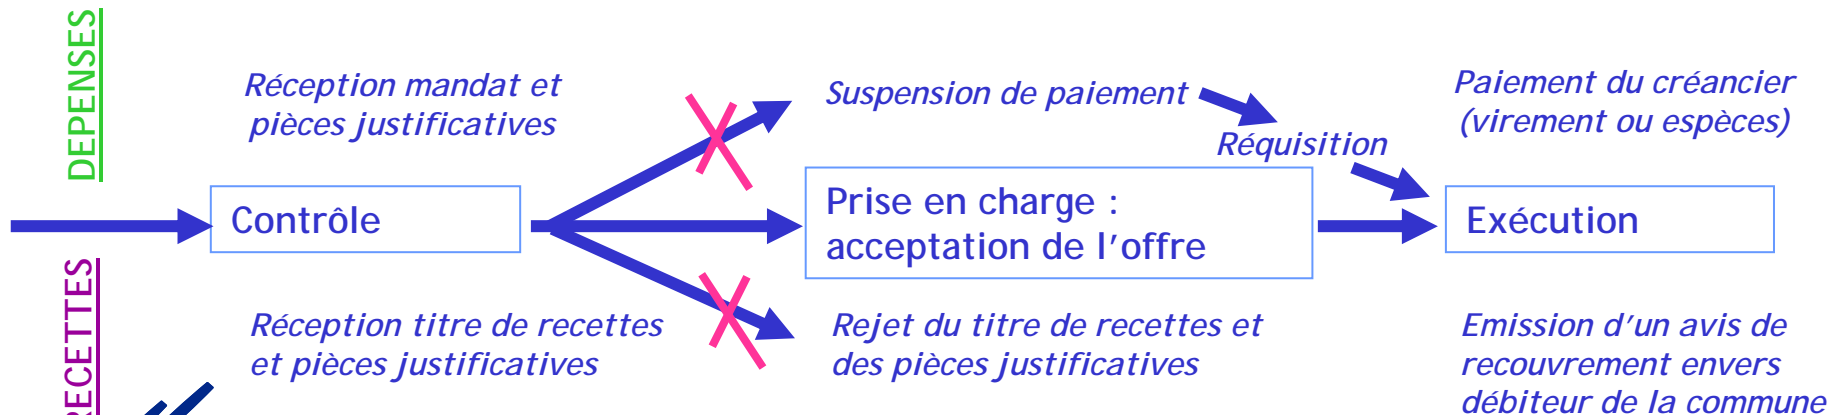 DEPENSES
Réception mandat et
pièces justificatives
Suspension de paiement
Réquisition
Paiement du créancier
(virement ou espèces)
Contrôle
Prise en charge :
acceptation de l'offre
Exécution
RECETTES
Réception titre de recettes
et pièces justificatives
Rejet du titre de recettes et
des pièces justificatives
Emission d'un avis de
recouvrement envers
débiteur de la commune